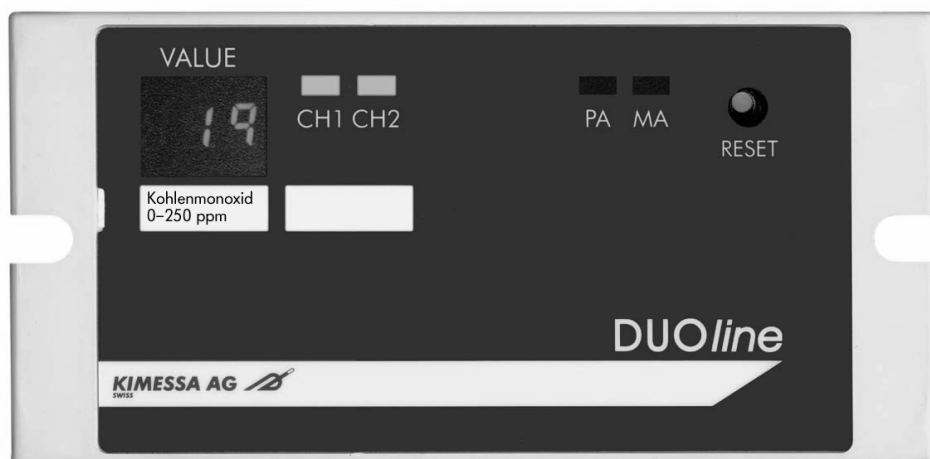 VALUE
19
CH1 CH2
PA MA
RESET
Kohlenmonoxid
0–250 ppm
DUOline
KIMESSA AG
SWISS